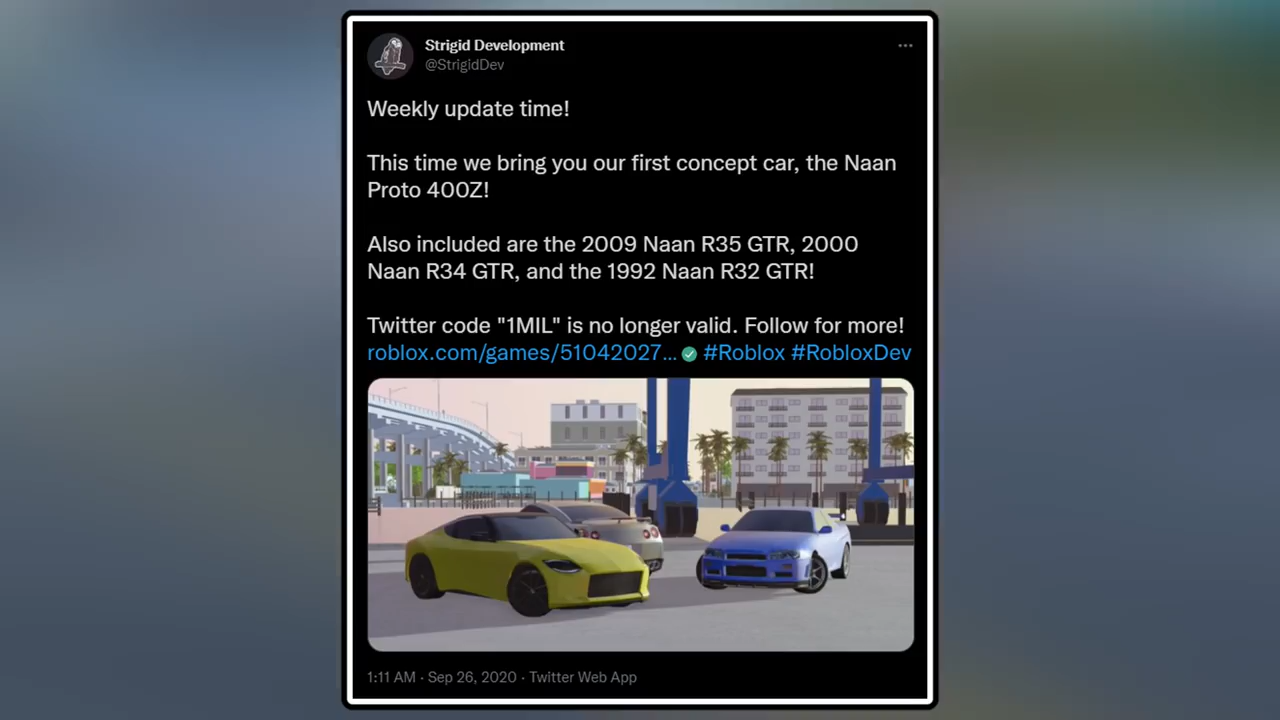 Strigid Development
@StrigidDev
Weekly update time!
This time we bring you our first concept car, the Naan
Proto 400Z!
Also included are the 2009 Naan R35 GTR, 2000
Naan R34 GTR, and the 1992 Naan R32 GTR!
Twitter code "1MIL" is no longer valid. Follow for more!
roblox.com/games/51042027... #Roblox #RobloxDev
1:11 AM · Sep 26, 2020 · Twitter Web App